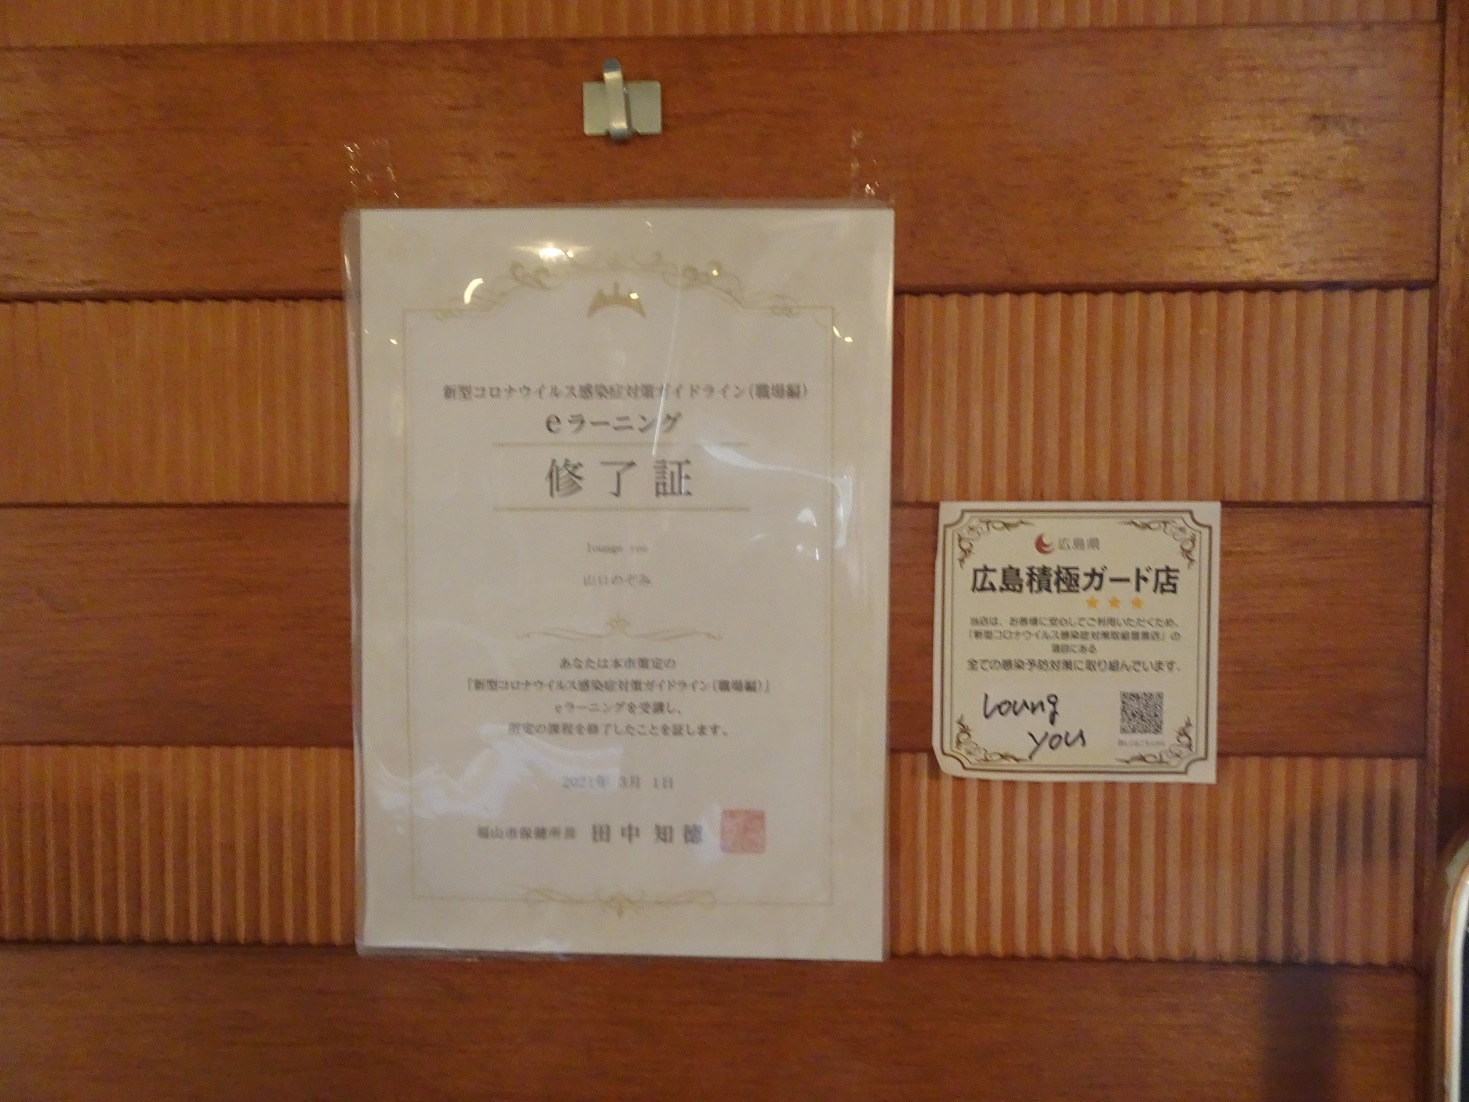 新型コロナウイルス感染症対策ガイドライン(職場編)
eラーニング
修了証
lounge you
山口のぞみ
あなたは本市策定の
『新型コロナウイルス感染症対策ガイドライン(職場編)』
eラーニングを受講し、
所定の課程を修了したことを証します。
2021年 3月 1日
福山市保健所長 田中 知徳
広島県
広島積極ガード店
当店は、お客様に安心してご利用いただくため、
「新型コロナウイルス感染症対策取組宣言店」の
項目にある
全ての感染予防対策に取り組んでいます。
Loung
you